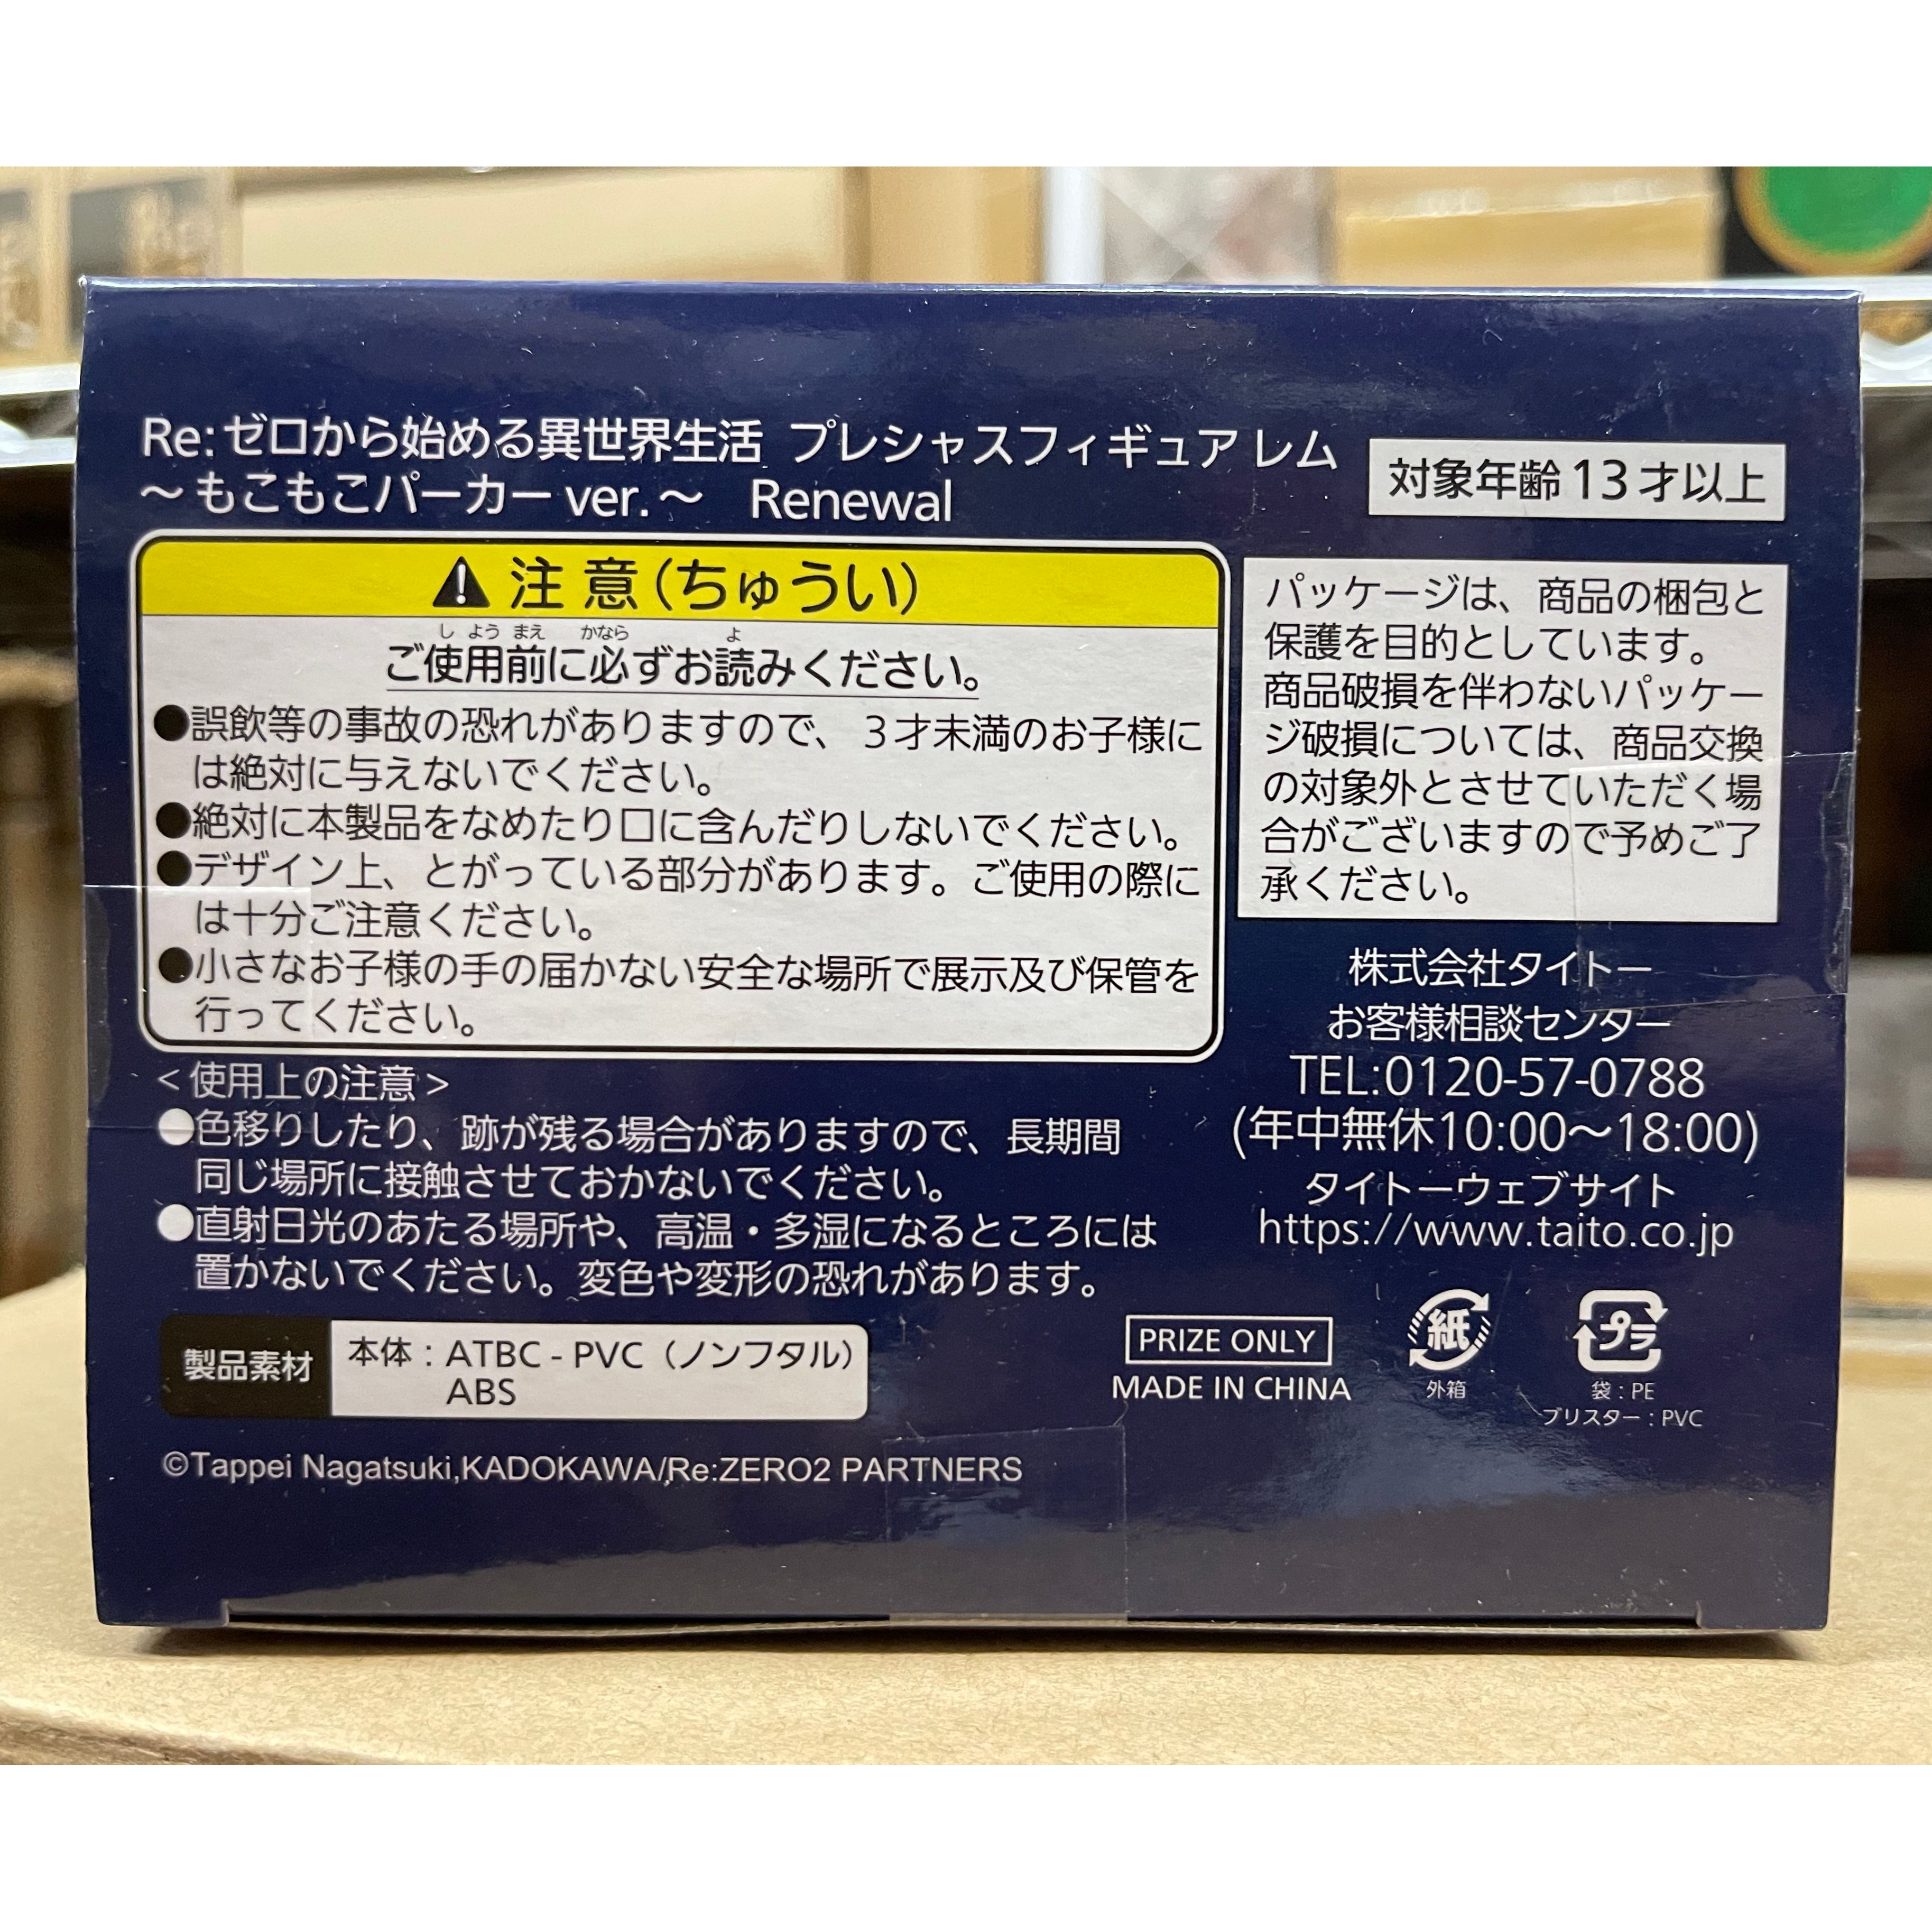 Re:ゼロから始める異世界生活 プレシャスフィギュア レム
～もこもこパーカー ver.～ Renewal
対象年齢13才以上
⚠注意(ちゅうい)
しようまえ かなら よ
ご使用前に必ずお読みください。
●誤飲等の事故の恐れがありますので、3才未満のお子様に
は絶対に与えないでください。
●絶対に本製品をなめたり口に含んだりしないでください。
●デザイン上、とがっている部分があります。ご使用の際に
は十分ご注意ください。
●小さなお子様の手の届かない安全な場所で展示及び保管を
行ってください。
パッケージは、商品の梱包と
保護を目的としています。
商品破損を伴わないパッケー
ジ破損については、商品交換
の対象外とさせていただく場
合がございますので予めご了
承ください。
<使用上の注意>
●色移りしたり、跡が残る場合がありますので、長期間
同じ場所に接触させておかないでください。
●直射日光のあたる場所や、高温・多湿になるところには
置かないでください。変色や変形の恐れがあります。
株式会社タイトー
お客様相談センター
TEL:0120-57-0788
(年中無休10:00～18:00)
タイトーウェブサイト
https://www.taito.co.jp
製品素材
本体：ATBC-PVC（ノンフタル）
ABS
PRIZE ONLY
MADE IN CHINA
紙
外箱
プラ
袋：PE
ブリスター：PVC
©Tappei Nagatsuki,KADOKAWA/Re:ZERO2 PARTNERS